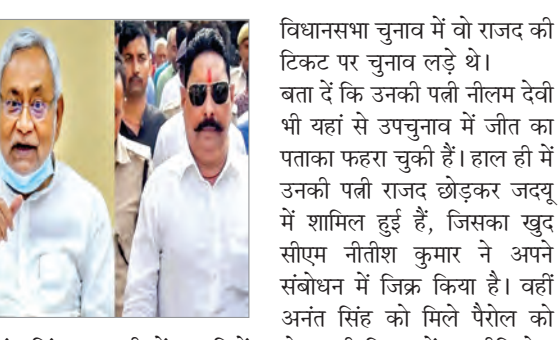 विधानसभा चुनाव में वो राजद की
टिकट पर चुनाव लड़े थे।
बता दें कि उनकी पत्नी नीलम देवी
भी यहां से उपचुनाव में जीत का
पताका फहरा चुकी हैं। हाल ही में
उनकी पत्नी राजद छोड़कर जदयू
में शामिल हुई हैं, जिसका खुद
सीएम नीतीश कुमार ने अपने
संबोधन में जिक्र किया है। वहीं
अनंत सिंह को मिले पैरोल को